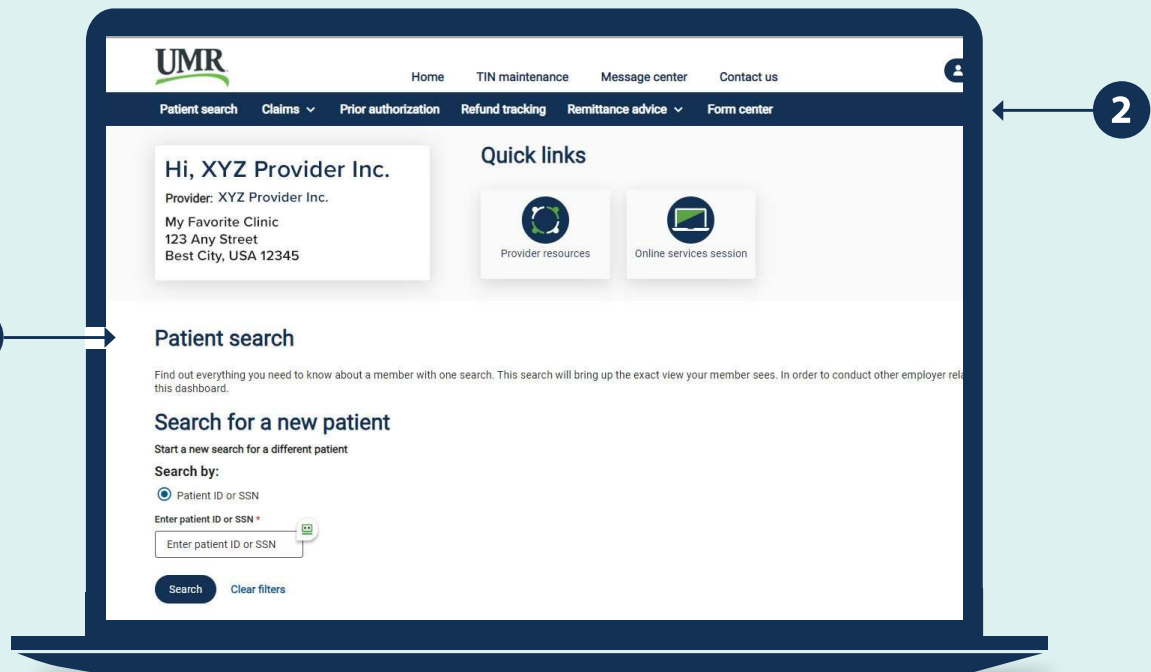 UMR
Home TIN maintenance Message center Contact us
Patient search Claims Prior authorization Refund tracking Remittance advice Form center
2
Hi, XYZ Provider Inc.
Provider: XYZ Provider Inc.
My Favorite Clinic
123 Any Street
Best City, USA 12345
Quick links
Provider resources Online services session
Patient search
Find out everything you need to know about a member with one search. This search will bring up the exact view your member sees. In order to conduct other employer rela
this dashboard.
Search for a new patient
Start a new search for a different patient
Search by:
Patient ID or SSN
Enter patient ID or SSN *
Enter patient ID or SSN
Search Clear filters